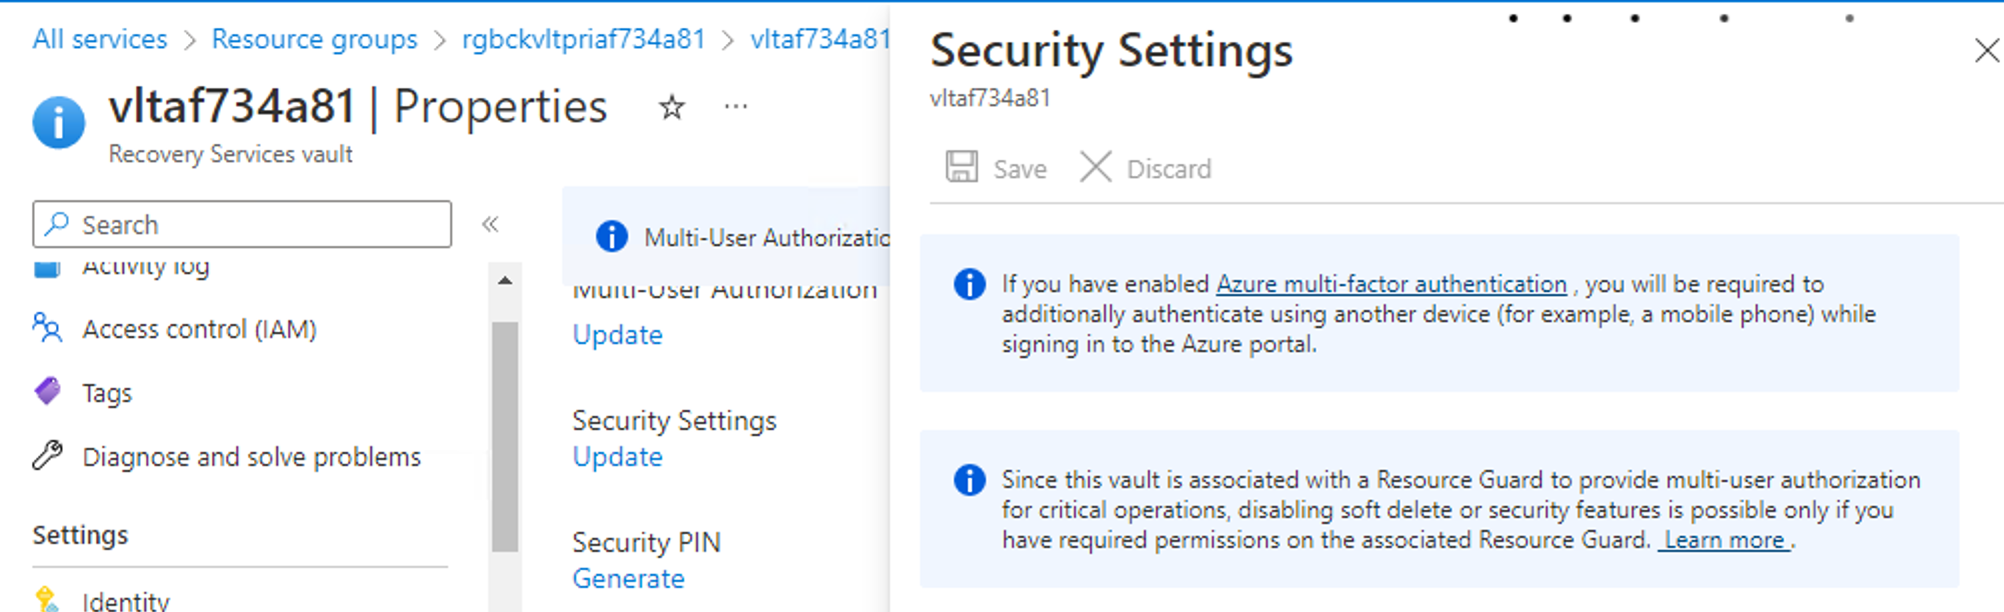 All services > Resource groups > rgbckvltpriaf734a81 > vltaf734a81
vltaf734a81 | Properties
Recovery Services vault
Search
Activity log
Access control (IAM)
Tags
Diagnose and solve problems
Settings
Identity
Multi-User Authorizatio
Multi-User Authorization
Update
Security Settings
Update
Security PIN
Generate
Security Settings
vltaf734a81
Save Discard
If you have enabled Azure multi-factor authentication , you will be required to
additionally authenticate using another device (for example, a mobile phone) while
signing in to the Azure portal.
Since this vault is associated with a Resource Guard to provide multi-user authorization
for critical operations, disabling soft delete or security features is possible only if you
have required permissions on the associated Resource Guard. Learn more .